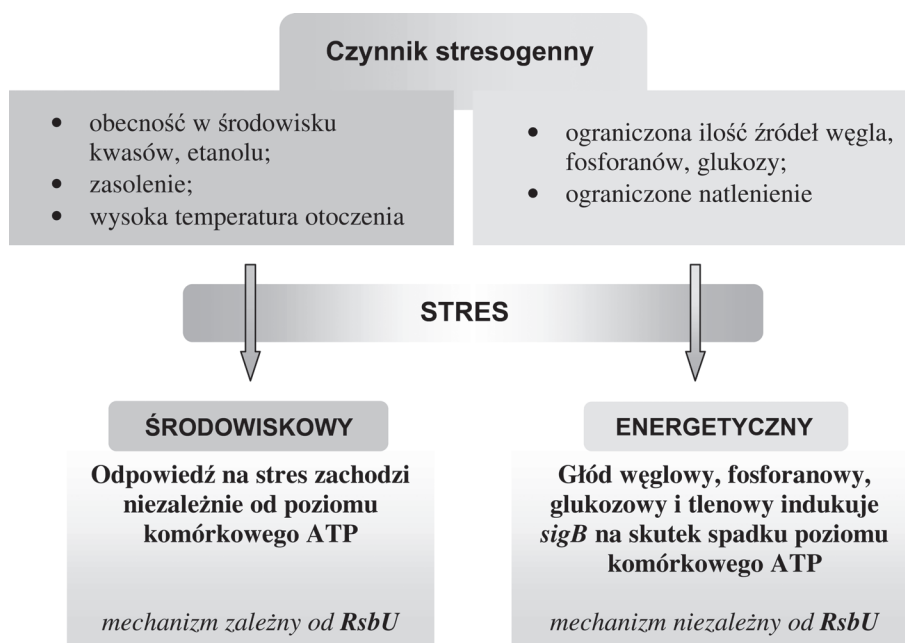 Czynnik stresogenny
• obecność w środowisku
kwasów, etanolu;
• zasolenie;
• wysoka temperatura otoczenia
• ograniczona ilość źródeł węgla,
fosforanów, glukozy;
• ograniczone natlenienie
STRES
ŚRODOWISKOWY
Odpowiedź na stres zachodzi
niezależnie od poziomu
komórkowego ATP
mechanizm zależny od RsbU
ENERGETYCZNY
Głód węglowy, fosforanowy,
glukozowy i tlenowy indukuje
sigB na skutek spadku poziomu
komórkowego ATP
mechanizm niezależny od RsbU